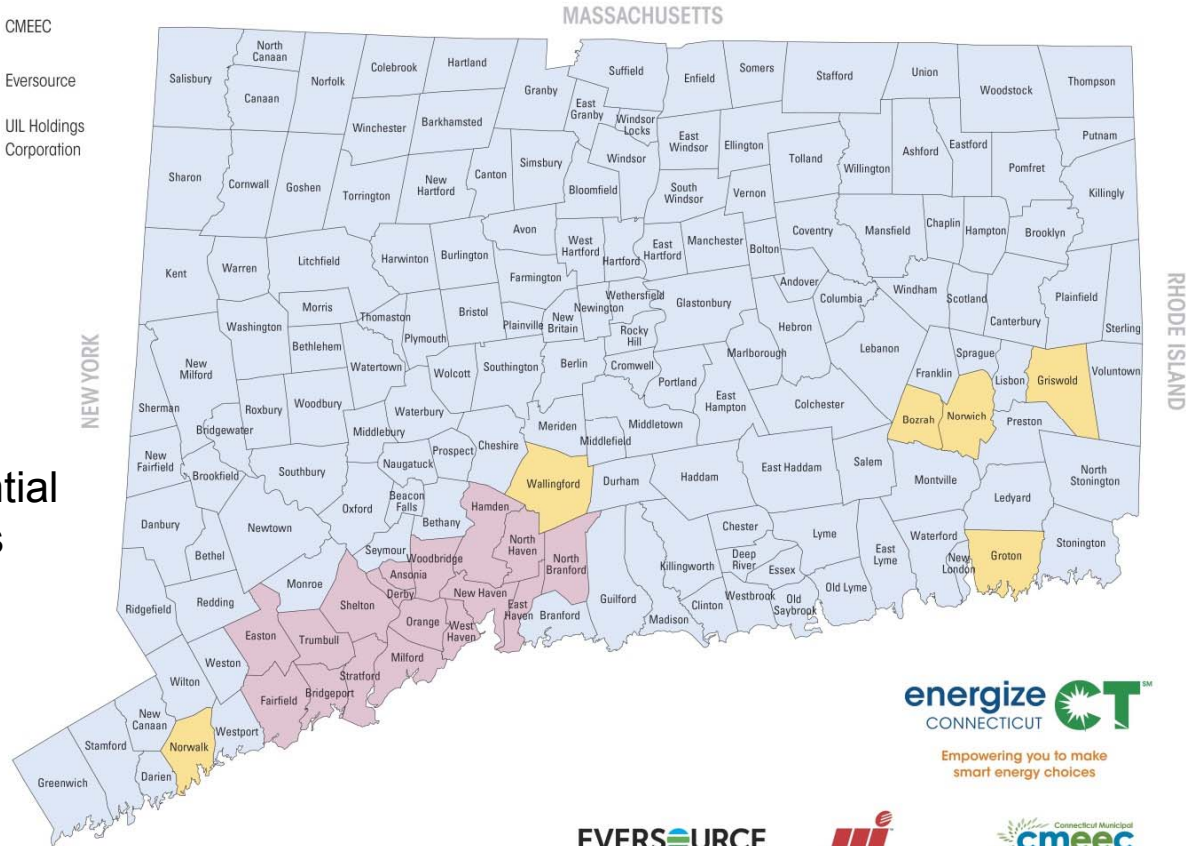 MASSACHUSETTS
CMEEC
Eversource
UIL Holdings
Corporation
NEW YORK
RHODE ISLAND
Salisbury
North
Canaan
Canaan
Norfolk
Colebrook
Hartland
Granby
Suffield
East
Granby
Windsor
Locks
Enfield
Somers
Stafford
Union
Woodstock
Thompson
Putnam
Winchester
Barkhamsted
Simsbury
Windsor
East
Windsor
Ellington
Tolland
Willington
Ashford
Eastford
Pomfret
Killingly
Sharon
Cornwall
Goshen
Torrington
New
Hartford
Canton
Bloomfield
South
Windsor
Vernon
Avon
West
Hartford
Hartford
East
Hartford
Manchester
Bolton
Coventry
Mansfield
Chaplin
Hampton
Brooklyn
Kent
Warren
Litchfield
Harwinton
Burlington
Farmington
Wethersfield
Newington
Glastonbury
Andover
Columbia
Windham
Scotland
Plainfield
Canterbury
Sterling
Washington
Morris
Thomaston
Bristol
Plainville
New
Britain
Rocky
Hill
Hebron
Bethlehem
Plymouth
Watertown
Wolcott
Southington
Berlin
Cromwell
Marlborough
Lebanon
Franklin
Sprague
Lisbon
Griswold
Voluntown
New
Milford
Sherman
Roxbury
Woodbury
Waterbury
Portland
East
Hampton
Colchester
Bozrah
Norwich
Preston
Bridgewater
Middlebury
Meriden
Middletown
Middlefield
Cheshire
Prospect
Naugatuck
New
Fairfield
Brookfield
Southbury
Wallingford
Durham
Haddam
East Haddam
Salem
Montville
North
Stonington
Ledyard
tial
s
Danbury
Newtown
Oxford
Beacon
Falls
Bethany
Hamden
North
Haven
North
Branford
Chester
Lyme
East
Lyme
Waterford
New
London
Groton
Stonington
Bethel
Monroe
Seymour
Woodbridge
Ansonia
Derby
New Haven
Killingworth
Deep
River
Essex
Ridgefield
Redding
Shelton
Orange
West
Haven
East
Haven
Branford
Guilford
Madison
Clinton
Westbrook
Old
Saybrook
Old Lyme
Easton
Trumbull
Milford
Weston
Stratford
Wilton
Fairfield
Bridgeport
New
Canaan
Norwalk
Westport
Stamford
Darien
Greenwich
energize CT SM
CONNECTICUT
Empowering you to make
smart energy choices
EVERSOURCE
Connecticut Municipal
cmeec